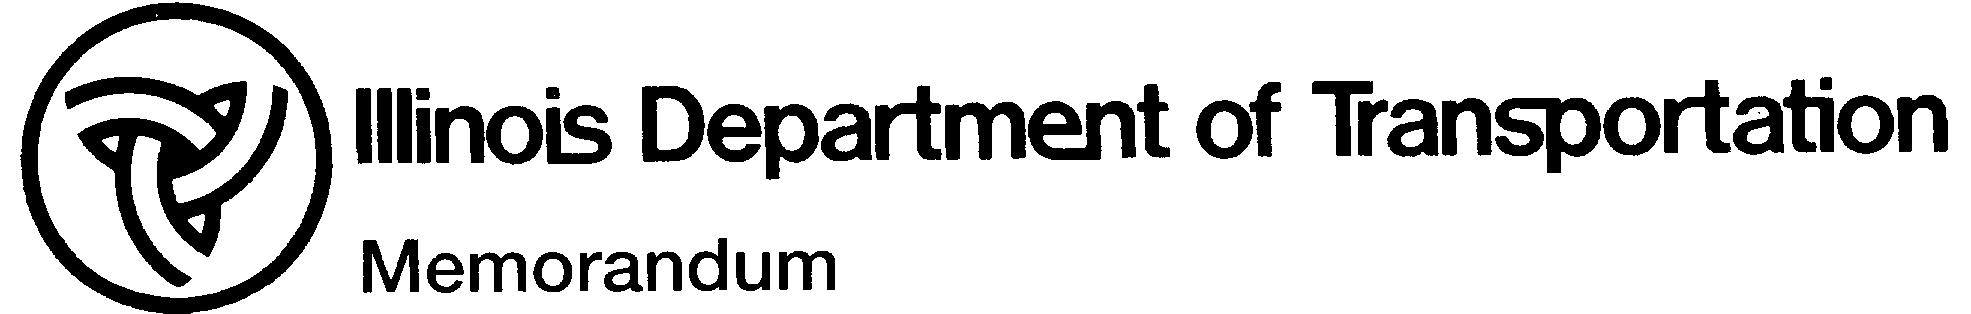 Illinois Department of Transportation
Memorandum